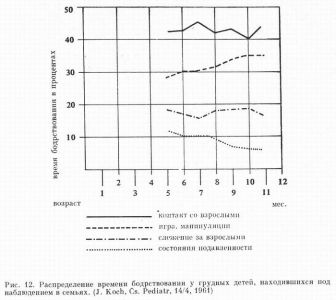 50
40
30
20
10
время бодрствования в процентах
2 4 6 8 10 12
1 3 5 7 9 11
возраст мес.
контакт со взрослыми
игра, манипуляции
слежение за взрослыми
состояния подавленности
Рис. 12. Распределение времени бодрствования у грудных детей, находившихся под
наблюдением в семьях. (J. Koch, Cs. Pediatr, 14/4, 1961)